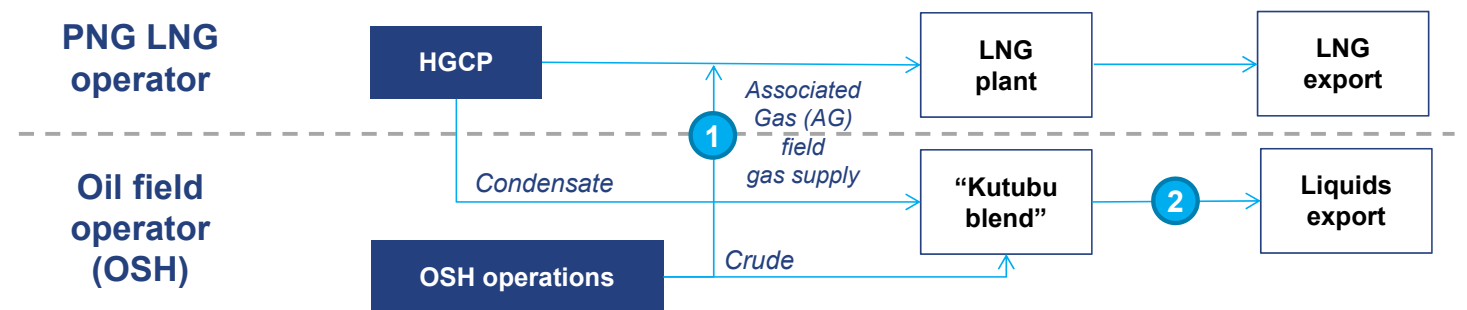 PNG LNG
operator
HGCP
LNG
plant
LNG
export
Associated
Gas (AG)
field
gas supply
1
Oil field
operator
(OSH)
Condensate
“Kutubu
blend”
2
Liquids
export
OSH operations
Crude